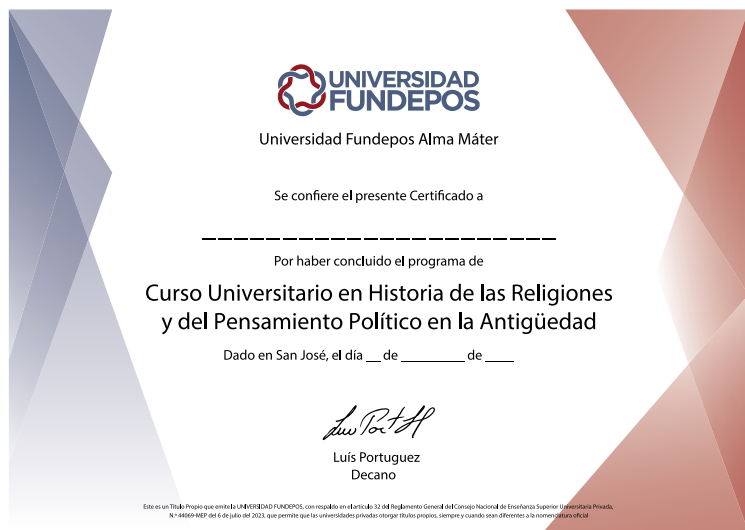 UNIVERSIDAD
FUNDEPOS
Universidad Fundepos Alma Máter
Se confiere el presente Certificado a
_______________________
Por haber concluido el programa de
Curso Universitario en Historia de las Religiones
y del Pensamiento Político en la Antigüedad
Dado en San José, el día __ de _________ de ____
Luís Portuguez
Decano
Este es un Título Propio que emite la UNIVERSIDAD FUNDEPOS, con respaldo en el artículo 32 del Reglamento General del Consejo Nacional de Enseñanza Superior Universitaria Privada,
N.º 44069-MEP del 6 de julio del 2023, que permite que las universidades privadas otorgar títulos propios, siempre y cuando sean diferentes a la nomenclatura oficial